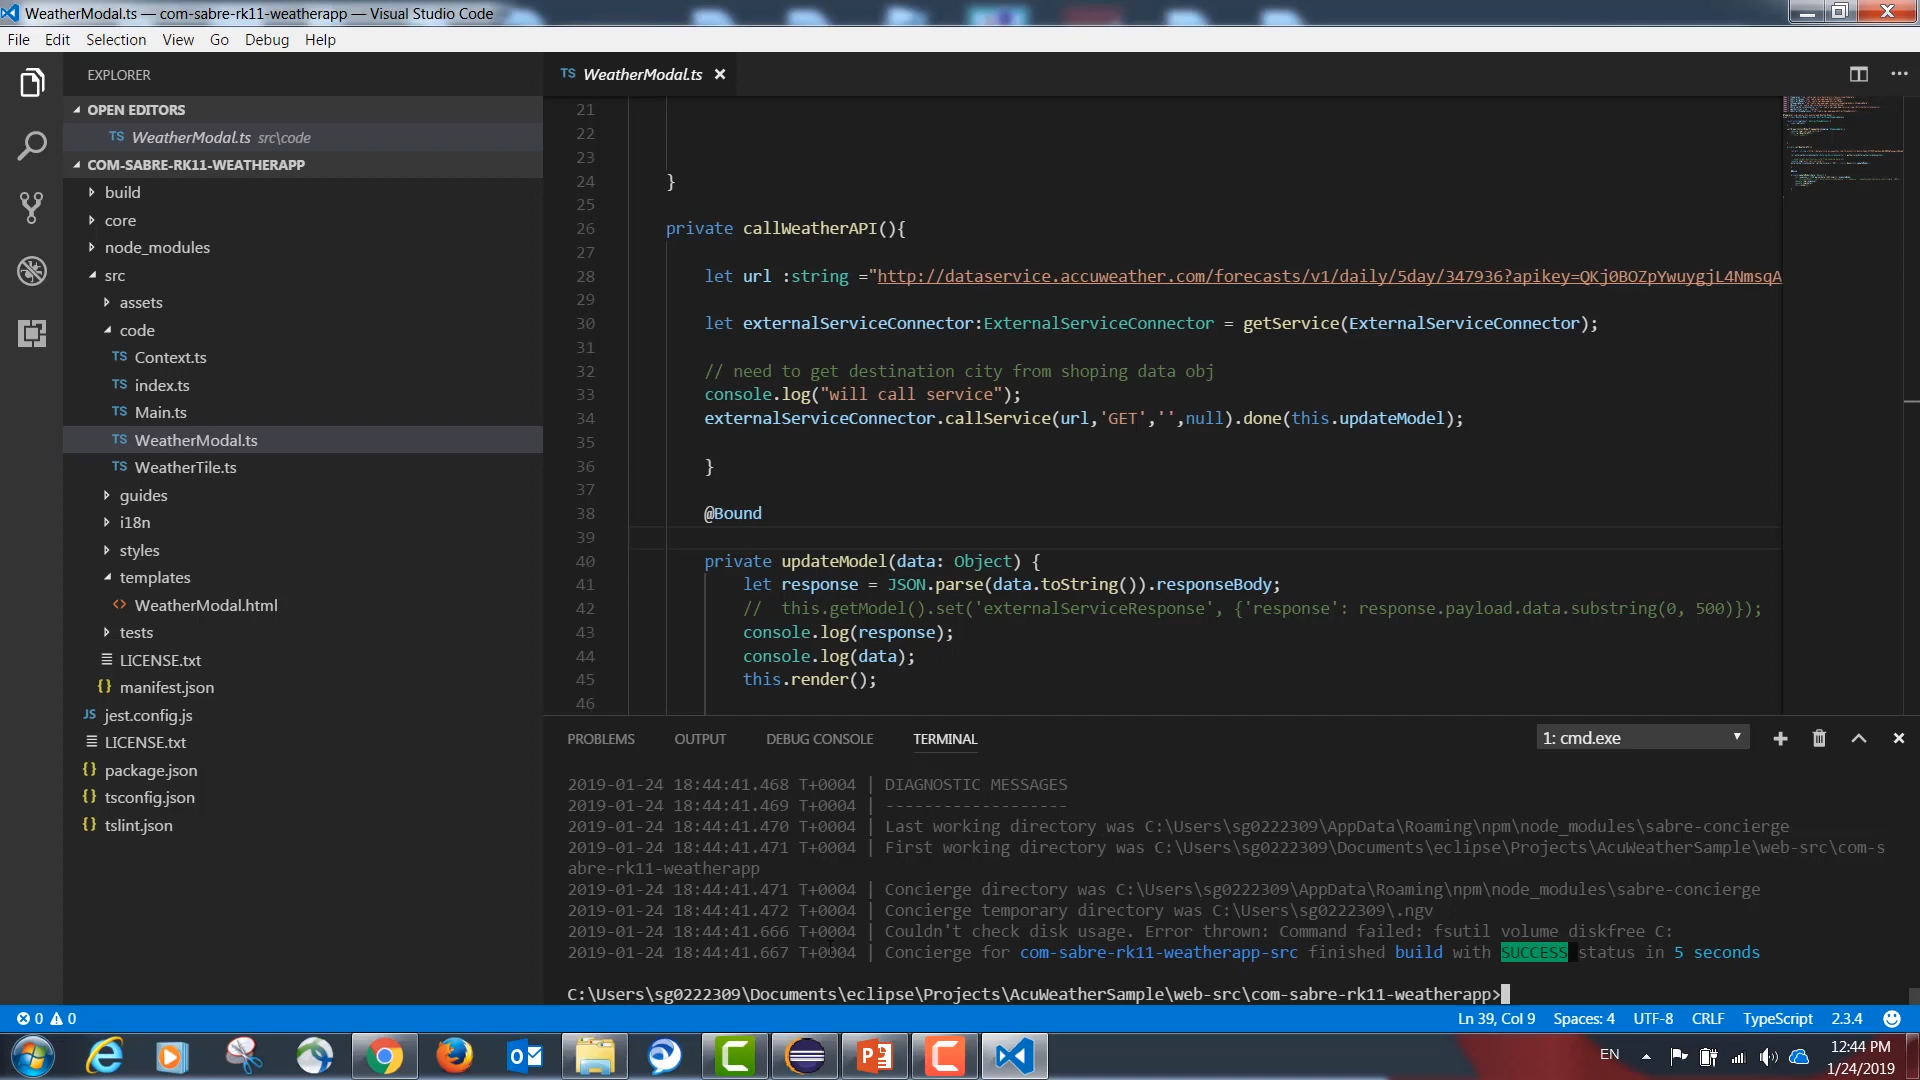 WeatherModal.ts — com-sabre-rk11-weatherapp — Visual Studio Code
File Edit Selection View Go Debug Help
EXPLORER
OPEN EDITORS
TS WeatherModal.ts src\code
COM-SABRE-RK11-WEATHERAPP
build
core
node_modules
src
assets
code
TS Context.ts
TS index.ts
TS Main.ts
TS WeatherModal.ts
TS WeatherTile.ts
guides
i18n
styles
templates
<> WeatherModal.html
tests
LICENSE.txt
{} manifest.json
JS jest.config.js
LICENSE.txt
{} package.json
{} tsconfig.json
{} tslint.json
TS WeatherModal.ts ×
21
22
23
24 }
25
26 private callWeatherAPI(){
27
28 let url :string ="http://dataservice.accuweather.com/forecasts/v1/daily/5day/347936?apikey=QKj0BOZpYwuygjL4NmsqA
29
30 let externalServiceConnector:ExternalServiceConnector = getService(ExternalServiceConnector);
31
32 // need to get destination city from shoping data obj
33 console.log("will call service");
34 externalServiceConnector.callService(url,'GET','',null).done(this.updateModel);
35
36 }
37
38 @Bound
39
40 private updateModel(data: Object) {
41 let response = JSON.parse(data.toString()).responseBody;
42 // this.getModel().set('externalServiceResponse', {'response': response.payload.data.substring(0, 500)});
43 console.log(response);
44 console.log(data);
45 this.render();
46
PROBLEMS OUTPUT DEBUG CONSOLE TERMINAL 1: cmd.exe
2019-01-24 18:44:41.468 T+0004 | DIAGNOSTIC MESSAGES
2019-01-24 18:44:41.469 T+0004 | -------------------
2019-01-24 18:44:41.470 T+0004 | Last working directory was C:\Users\sg0222309\AppData\Roaming\npm\node_modules\sabre-concierge
2019-01-24 18:44:41.471 T+0004 | First working directory was C:\Users\sg0222309\Documents\eclipse\Projects\AcuWeatherSample\web-src\com-s
abre-rk11-weatherapp
2019-01-24 18:44:41.471 T+0004 | Concierge directory was C:\Users\sg0222309\AppData\Roaming\npm\node_modules\sabre-concierge
2019-01-24 18:44:41.472 T+0004 | Concierge temporary directory was C:\Users\sg0222309\.ngv
2019-01-24 18:44:41.666 T+0004 | Couldn't check disk usage. Error thrown: Command failed: fsutil volume diskfree C:
2019-01-24 18:44:41.667 T+0004 | Concierge for com-sabre-rk11-weatherapp-src finished build with SUCCESS status in 5 seconds
C:\Users\sg0222309\Documents\eclipse\Projects\AcuWeatherSample\web-src\com-sabre-rk11-weatherapp>
0 0 Ln 39, Col 9 Spaces: 4 UTF-8 CRLF TypeScript 2.3.4
EN 12:44 PM
1/24/2019